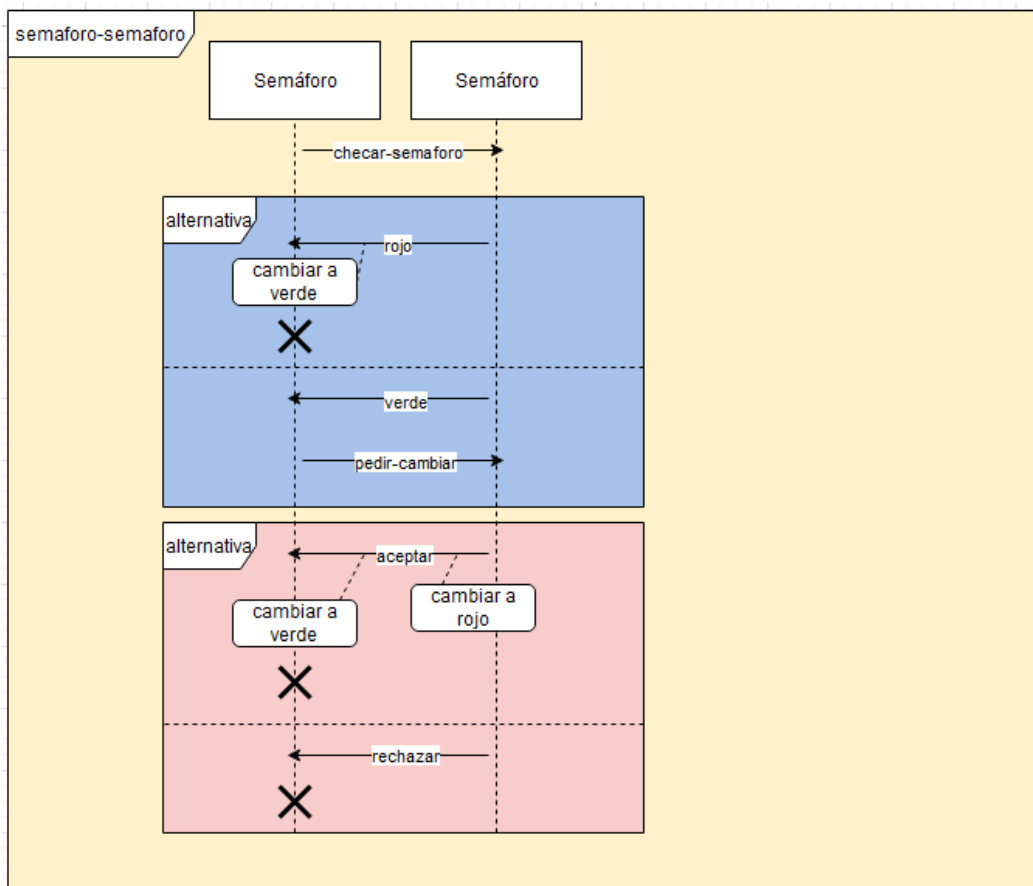 semaforo-semaforo
Semáforo
Semáforo
checar-semaforo
alternativa
rojo
cambiar a
verde
verde
pedir-cambiar
alternativa
aceptar
cambiar a
rojo
cambiar a
verde
rechazar